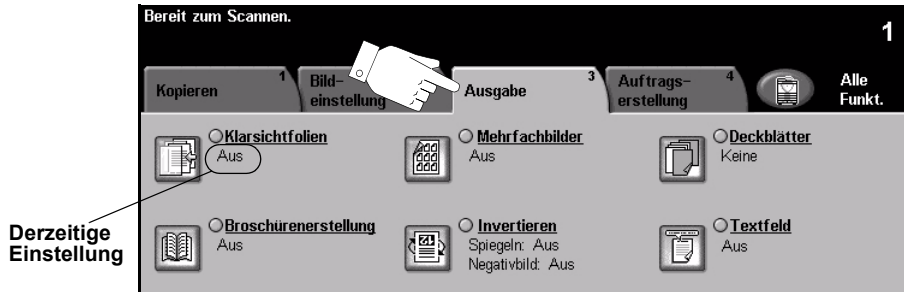 Bereit zum Scannen.
1
Kopieren 1
Bild-
einstellung
Ausgabe 3
Auftrags- 4
erstellung
Alle
Funkt.
Klarsichtfolien
Aus
Mehrfachbilder
Aus
Deckblätter
Keine
Derzeitige
Einstellung
Broschürenerstellung
Aus
Invertieren
Spiegeln: Aus
Negativbild: Aus
Textfeld
Aus